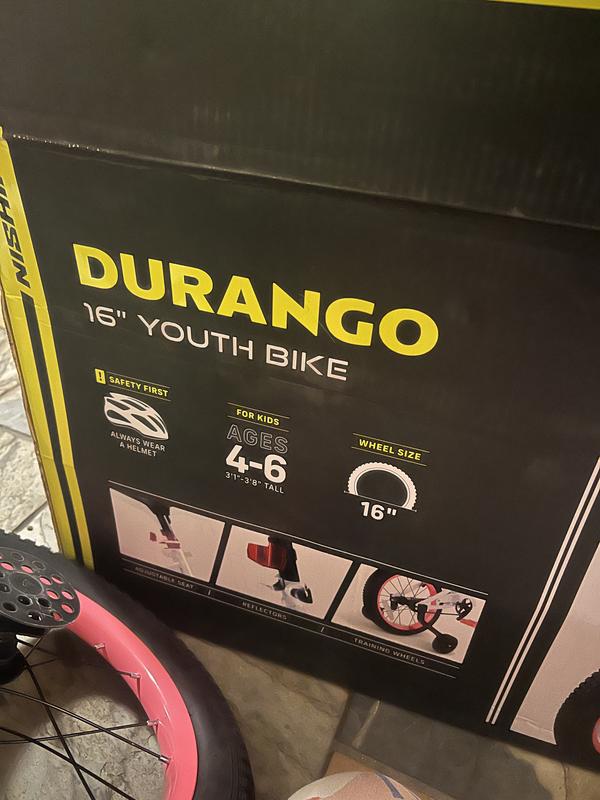 NISHI
DURANGO
16" YOUTH BIKE
! SAFETY FIRST
ALWAYS WEAR
A HELMET
FOR KIDS
AGES
4-6
3'1"-3'8" TALL
WHEEL SIZE
16"
ADJUSTABLE SEAT / REFLECTORS / TRAINING WHEELS